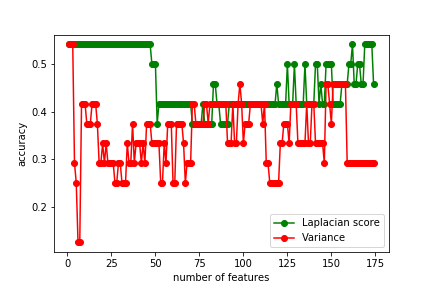 accuracy
0.5
0.4
0.3
0.2
0 25 50 75 100 125 150 175
number of features
Laplacian score
Variance